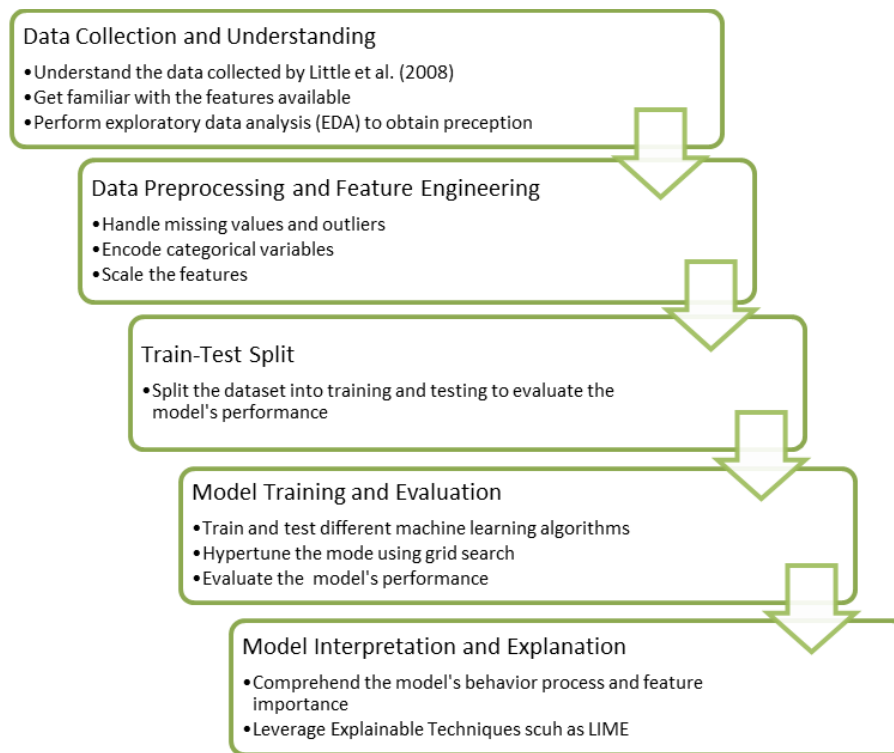 Data Collection and Understanding
•Understand the data collected by Little et al. (2008)
•Get familiar with the features available
•Perform exploratory data analysis (EDA) to obtain preception
Data Preprocessing and Feature Engineering
•Handle missing values and outliers
•Encode categorical variables
•Scale the features
Train-Test Split
•Split the dataset into training and testing to evaluate the
model's performance
Model Training and Evaluation
•Train and test different machine learning algorithms
•Hypertune the mode using grid search
•Evaluate the model's performance
Model Interpretation and Explanation
•Comprehend the model's behavior process and feature
importance
•Leverage Explainable Techniques scuh as LIME